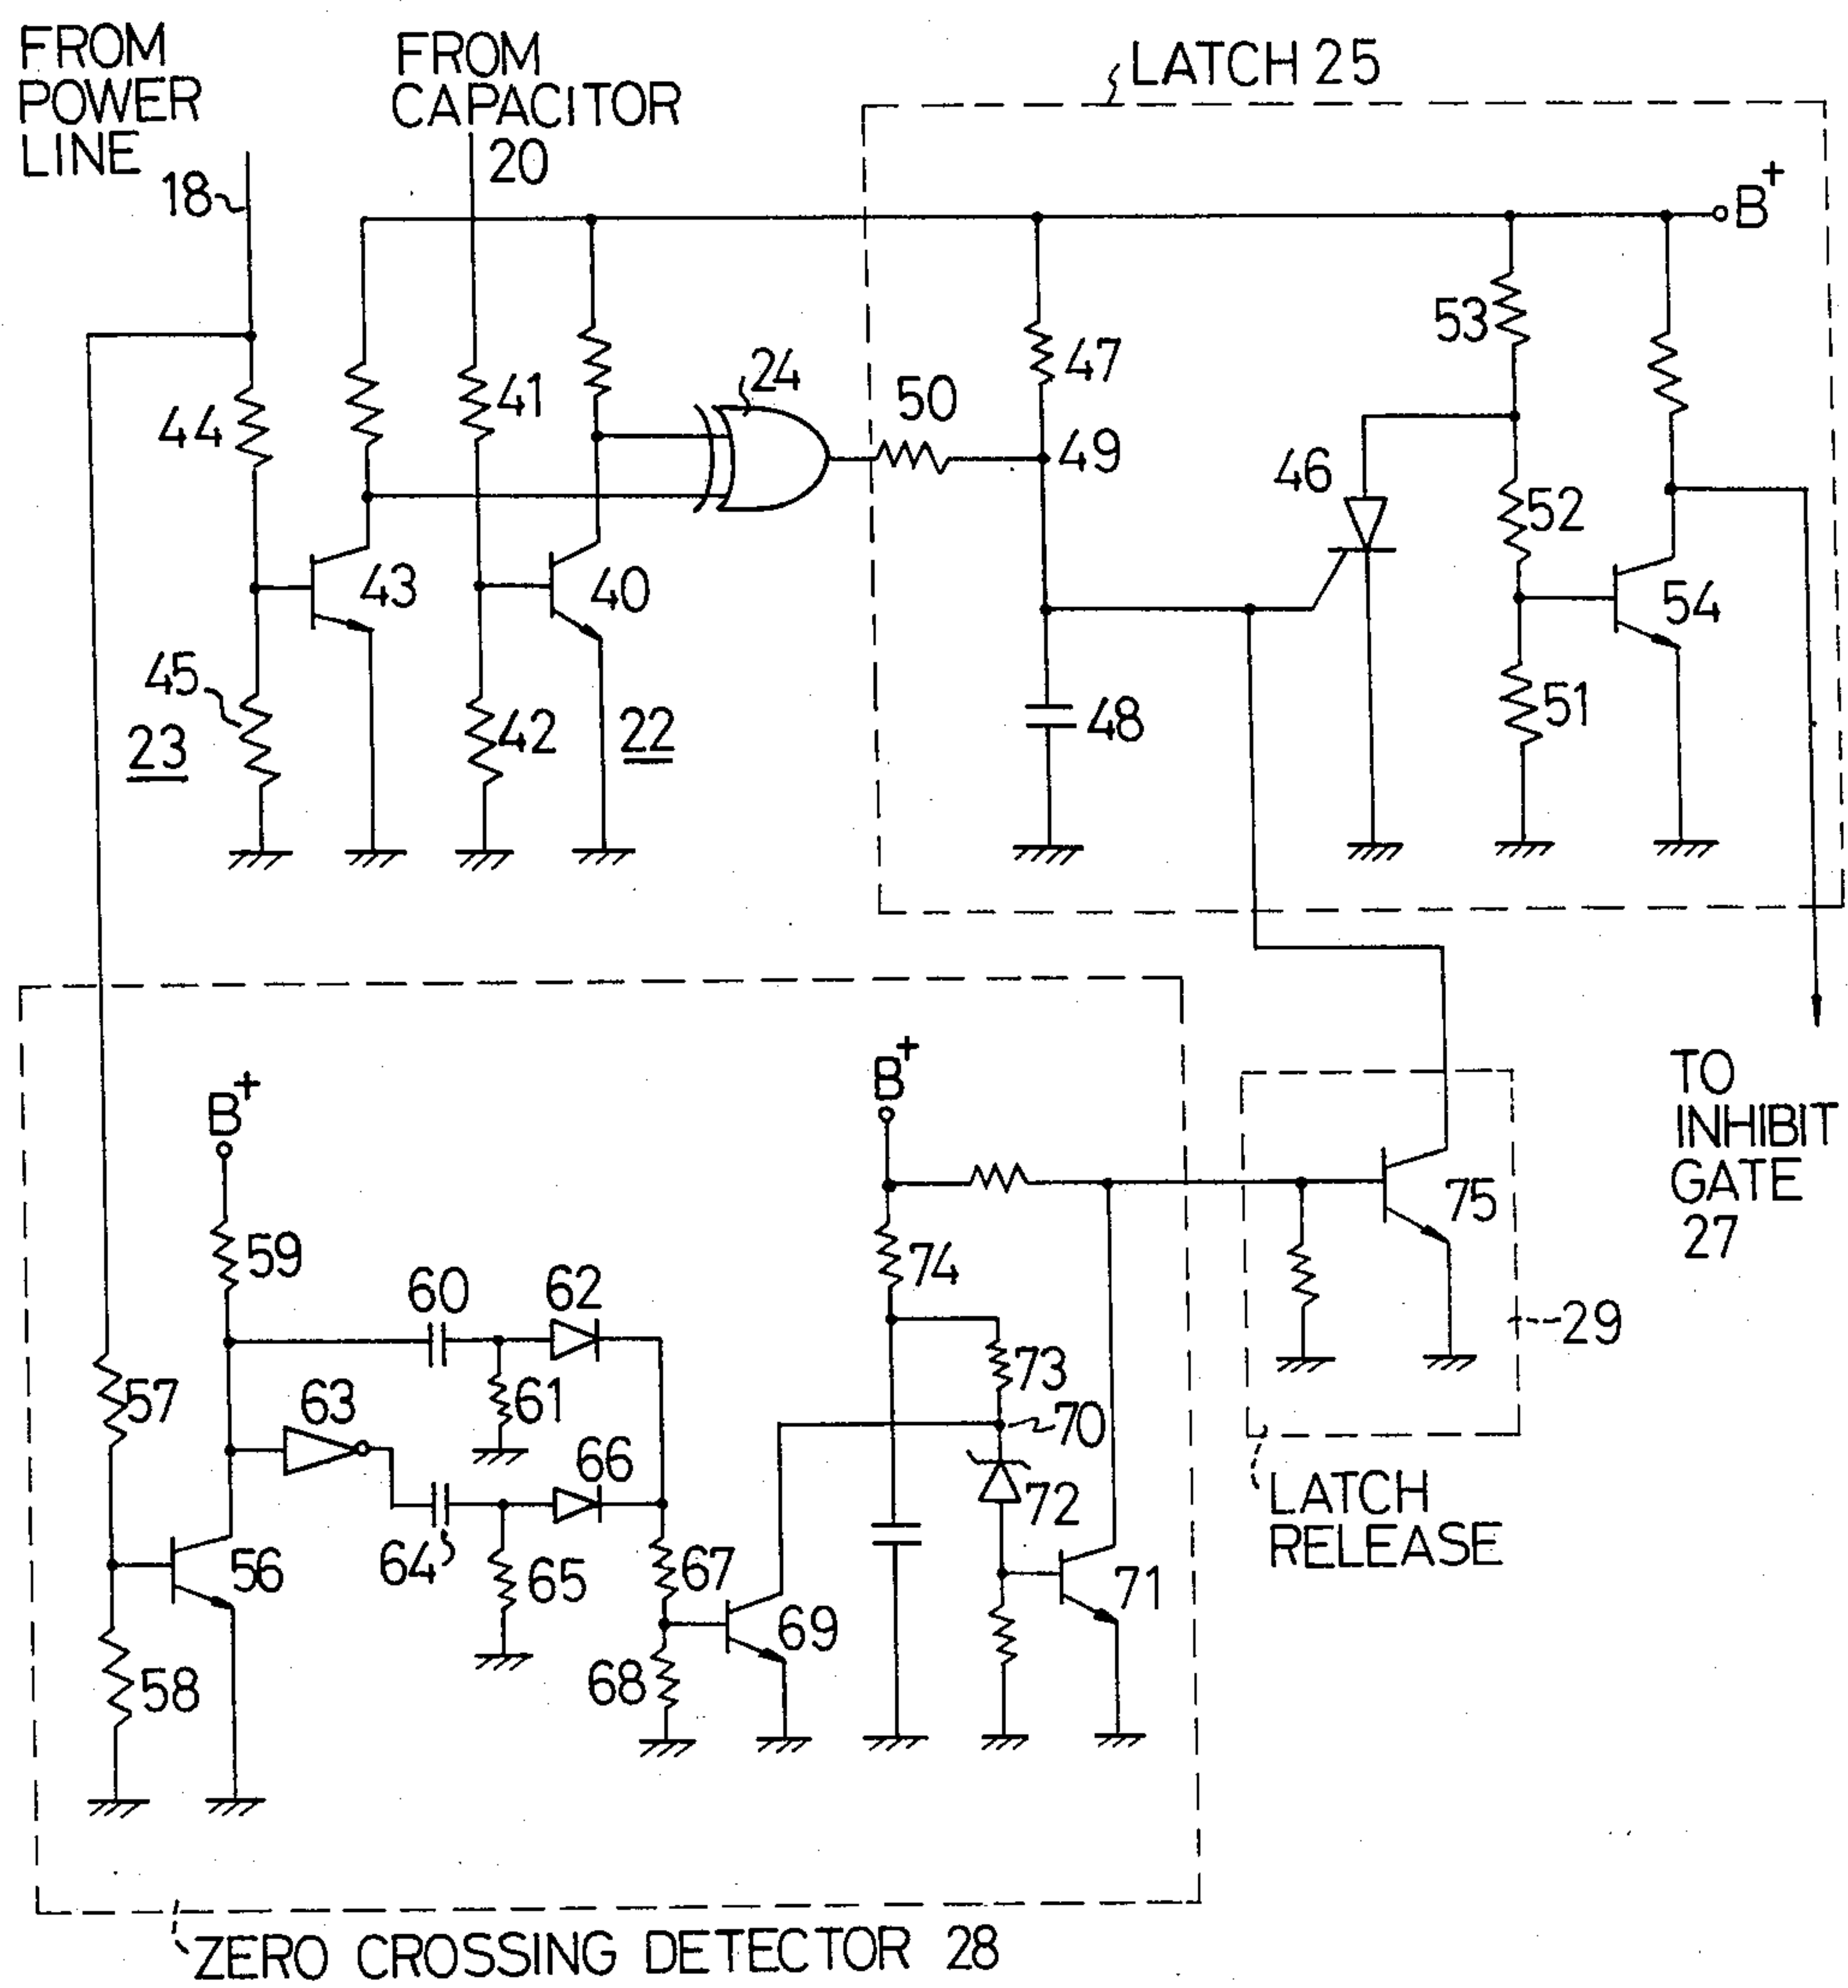 FROM
POWER
LINE
18
FROM
CAPACITOR
20
LATCH 25
B+
53
47
24
50
41
44
49
46
52
43
40
54
45
23
42
22
48
51
TO
INHIBIT
GATE
27
B+
B+
59
74
75
60
62
29
73
57
61
63
70
66
72
LATCH
RELEASE
64
56
65
67
71
69
58
68
ZERO CROSSING DETECTOR 28